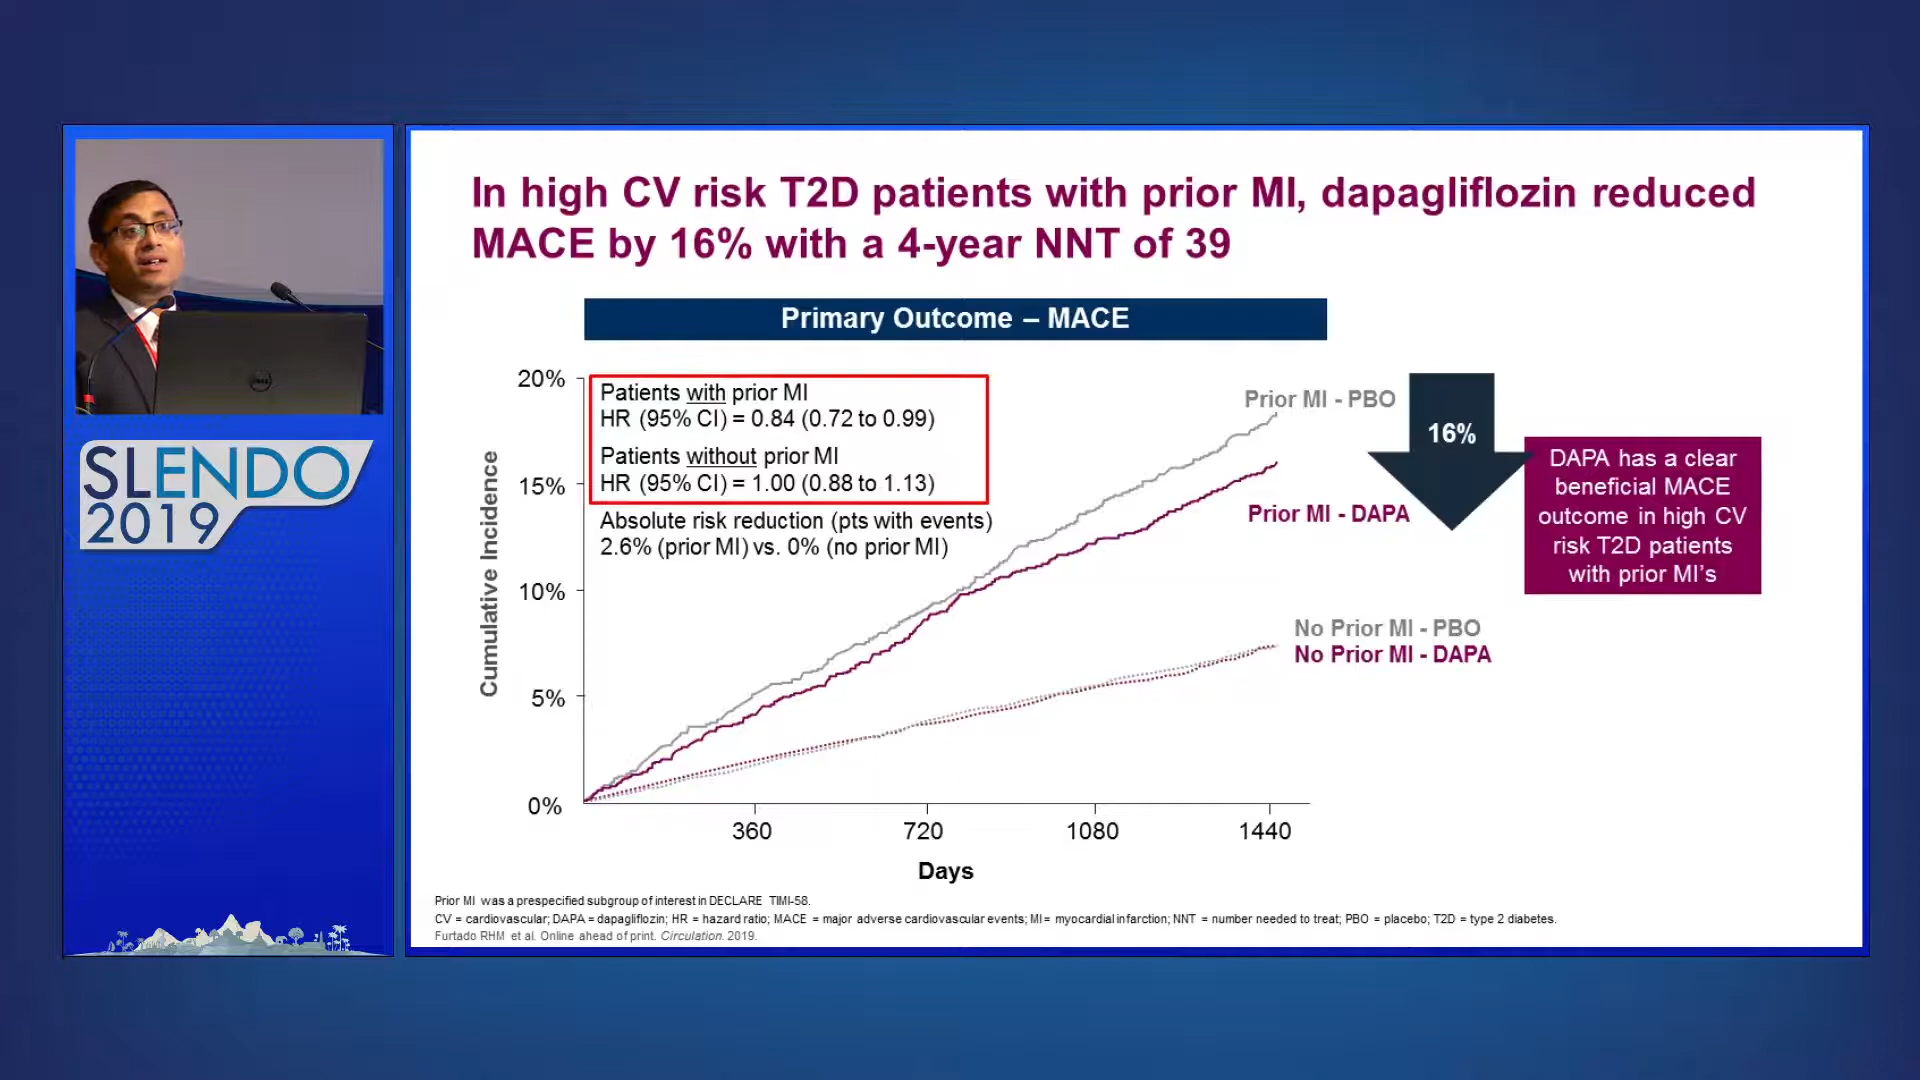 In high CV risk T2D patients with prior MI, dapagliflozin reduced
MACE by 16% with a 4-year NNT of 39
Primary Outcome – MACE
Cumulative Incidence
20%
15%
10%
5%
0%
Patients with prior MI
HR (95% CI) = 0.84 (0.72 to 0.99)
Patients without prior MI
HR (95% CI) = 1.00 (0.88 to 1.13)
Absolute risk reduction (pts with events)
2.6% (prior MI) vs. 0% (no prior MI)
Prior MI - PBO
Prior MI - DAPA
No Prior MI - PBO
No Prior MI - DAPA
16%
DAPA has a clear
beneficial MACE
outcome in high CV
risk T2D patients
with prior MI's
360
720
1080
1440
Days
Prior MI was a prespecified subgroup of interest in DECLARE TIMI-58.
CV = cardiovascular; DAPA = dapagliflozin; HR = hazard ratio; MACE = major adverse cardiovascular events; MI = myocardial infarction; NNT = number needed to treat; PBO = placebo; T2D = type 2 diabetes.
Furtado RHM et al. Online ahead of print. Circulation. 2019.
SLENDO
2019
DELL